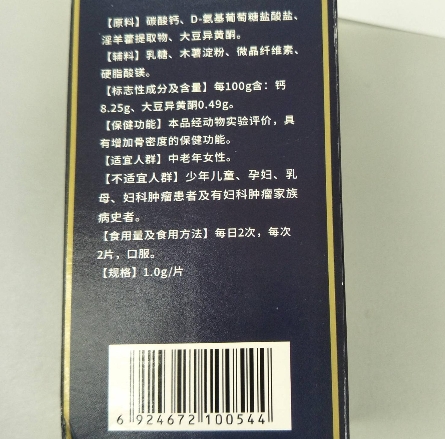 【原料】碳酸钙、D-氨基葡萄糖盐酸盐、
淫羊藿提取物、大豆异黄酮。
【辅料】乳糖、木薯淀粉、微晶纤维素、
硬脂酸镁。
【标志性成分及含量】每100g含：钙
8.25g、大豆异黄酮0.49g。
【保健功能】本品经动物实验评价，具
有增加骨密度的保健功能。
【适宜人群】中老年女性。
【不适宜人群】少年儿童、孕妇、乳
母、妇科肿瘤患者及有妇科肿瘤家族
病史者。
【食用量及食用方法】每日2次，每次
2片，口服。
【规格】1.0g/片
6 924672 100544